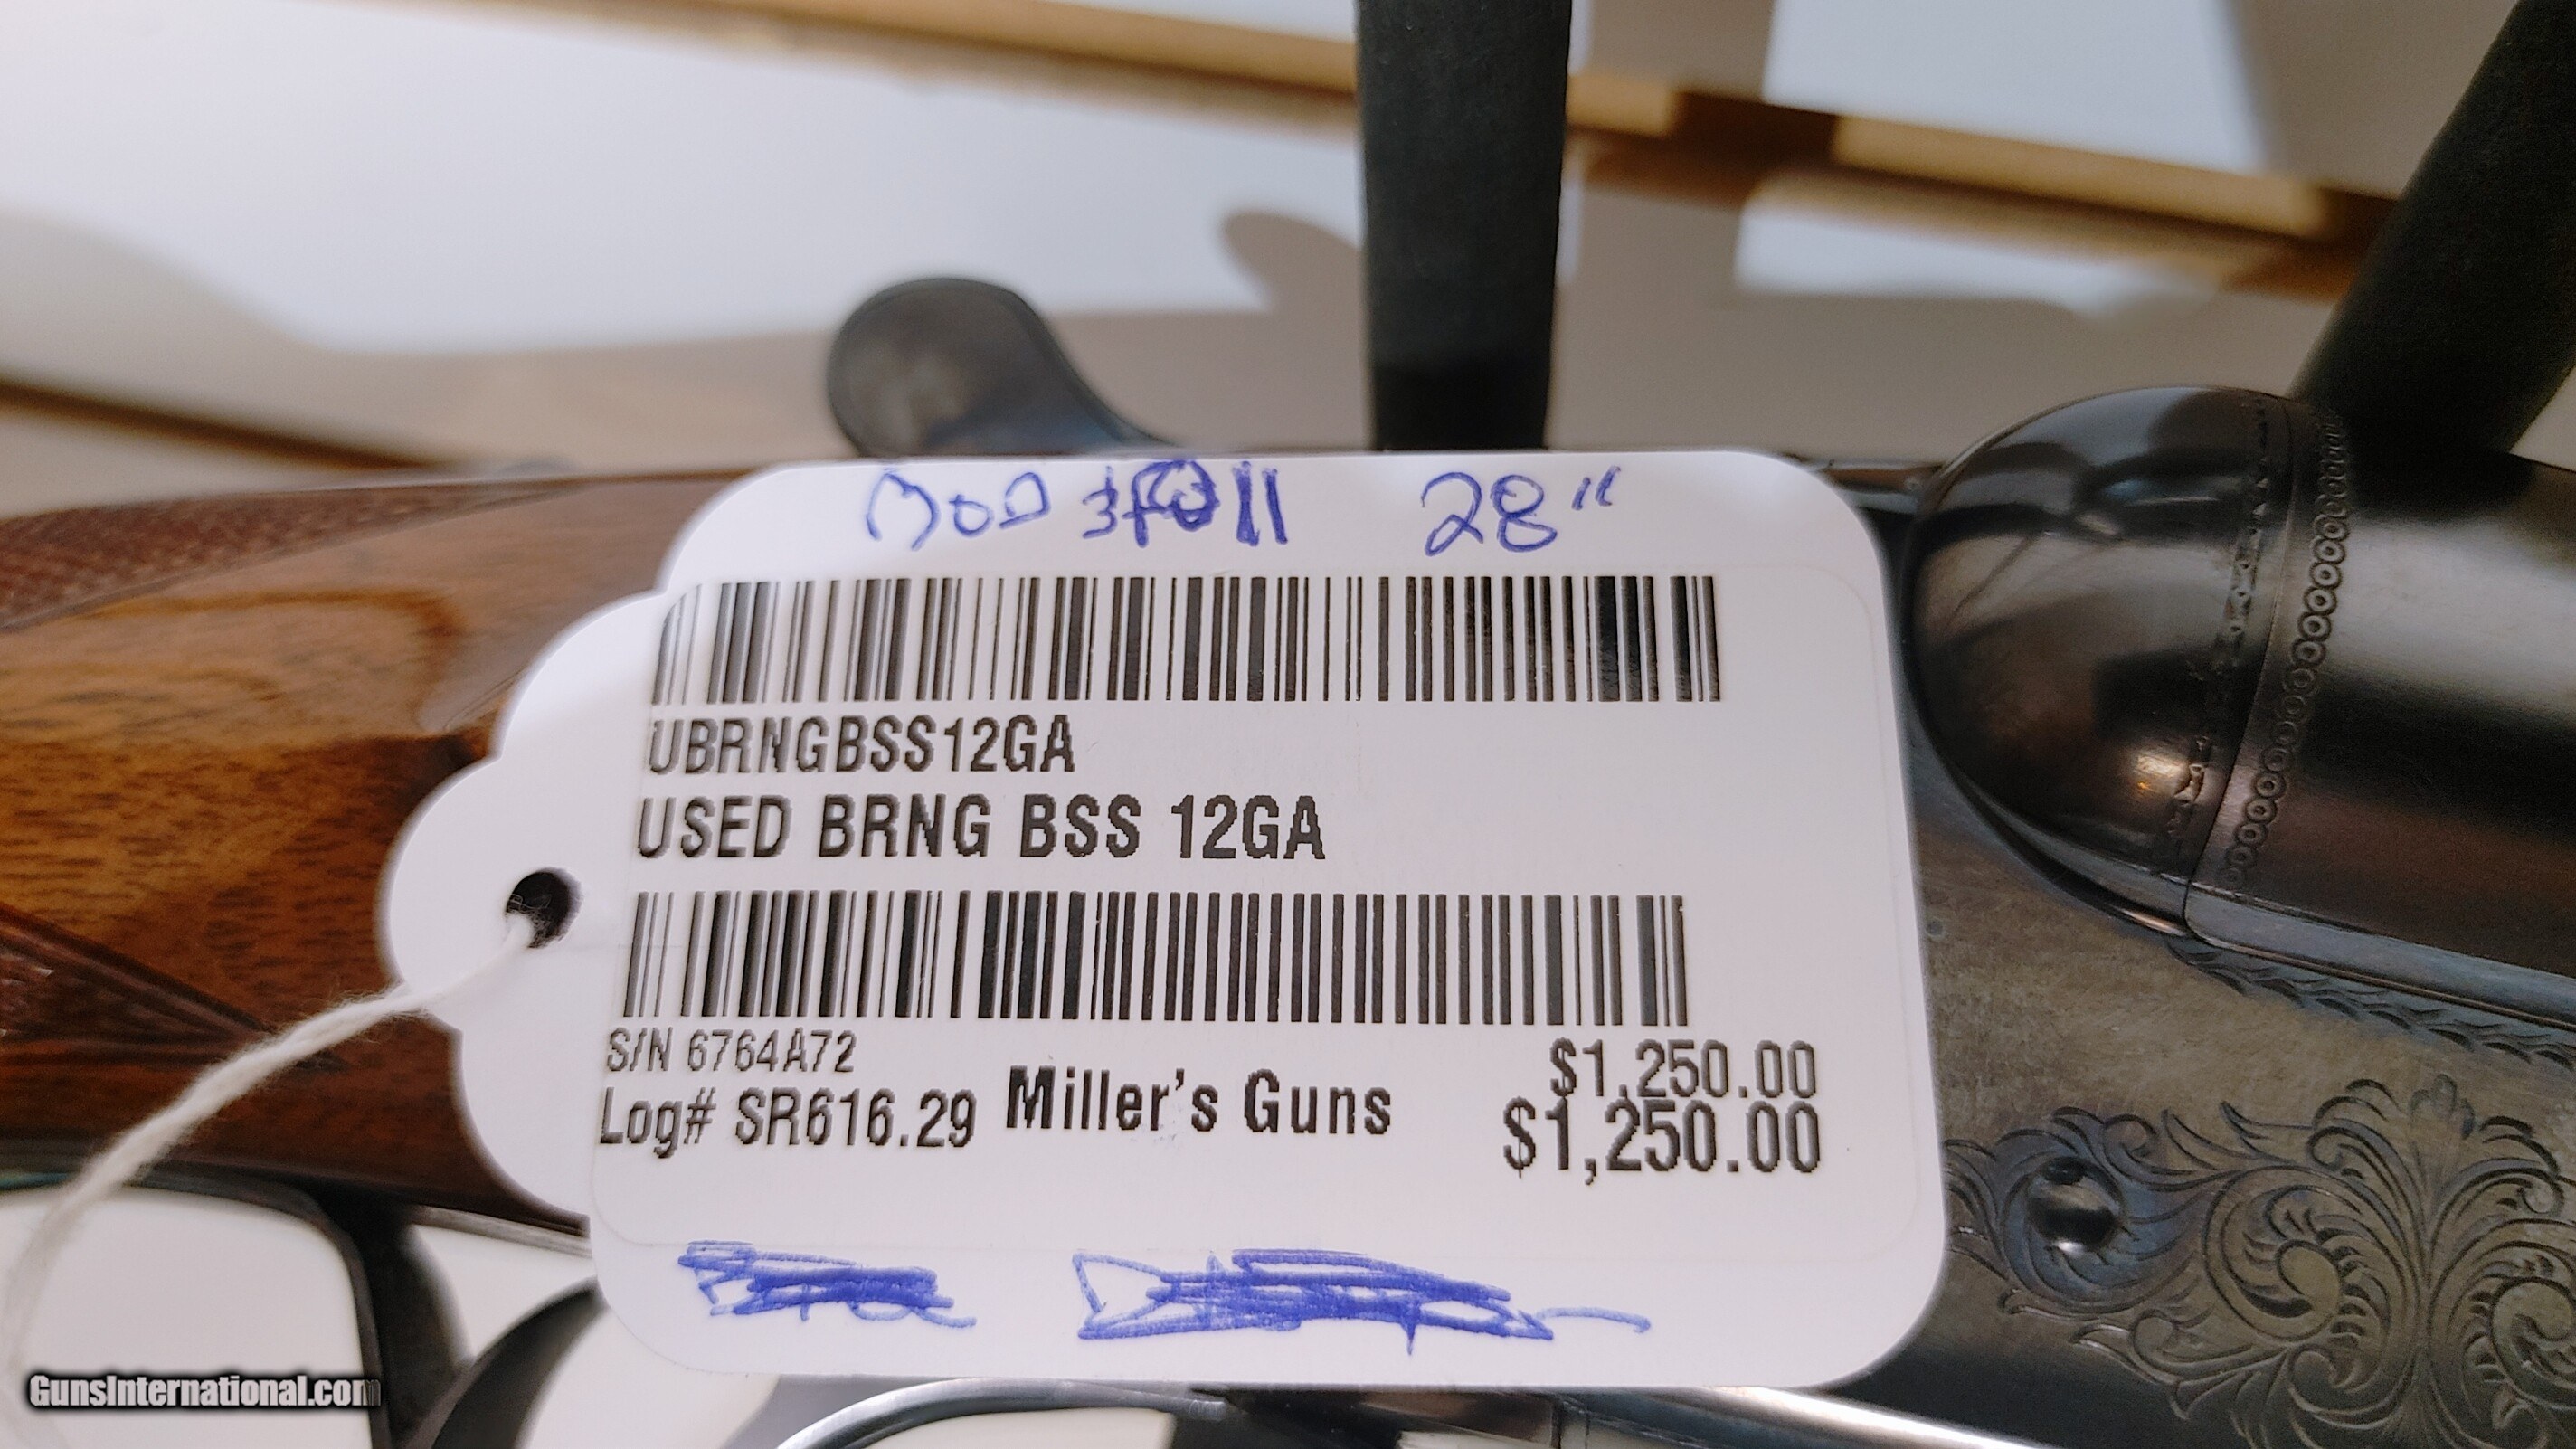 MOD & Full 28"
UBRNGBSS12GA
USED BRNG BSS 12GA
S/N 6764A72
Log# SR616.29
Miller's Guns
$1,250.00
$1,250.00
GunsInternational.com